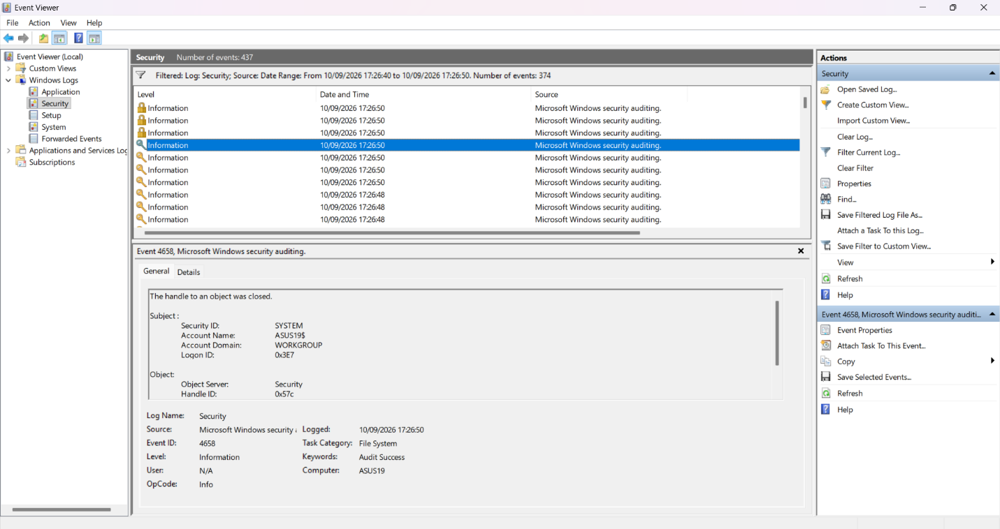 Event Viewer
File Action View Help
Event Viewer (Local)
Custom Views
Windows Logs
Application
Security
Setup
System
Forwarded Events
Applications and Services Log
Subscriptions
Security Number of events: 437
Filtered: Log: Security; Source: Date Range: From 10/09/2026 17:26:40 to 10/09/2026 17:26:50. Number of events: 374
Level Date and Time Source
Information 10/09/2026 17:26:50 Microsoft Windows security auditing.
Information 10/09/2026 17:26:50 Microsoft Windows security auditing.
Information 10/09/2026 17:26:50 Microsoft Windows security auditing.
Information 10/09/2026 17:26:50 Microsoft Windows security auditing.
Information 10/09/2026 17:26:50 Microsoft Windows security auditing.
Information 10/09/2026 17:26:50 Microsoft Windows security auditing.
Information 10/09/2026 17:26:50 Microsoft Windows security auditing.
Information 10/09/2026 17:26:48 Microsoft Windows security auditing.
Information 10/09/2026 17:26:48 Microsoft Windows security auditing.
Information 10/09/2026 17:26:48 Microsoft Windows security auditing.
Event 4658, Microsoft Windows security auditing.
General Details
The handle to an object was closed.
Subject :
Security ID: SYSTEM
Account Name: ASUS19$
Account Domain: WORKGROUP
Logon ID: 0x3E7
Object:
Object Server: Security
Handle ID: 0x57c
Log Name: Security
Source: Microsoft Windows security Logged: 10/09/2026 17:26:50
Event ID: 4658 Task Category: File System
Level: Information Keywords: Audit Success
User: N/A Computer: ASUS19
OpCode: Info
Actions
Security
Open Saved Log...
Create Custom View...
Import Custom View...
Clear Log...
Filter Current Log...
Clear Filter
Properties
Find...
Save Filtered Log File As...
Attach a Task To this Log...
Save Filter to Custom View...
View
Refresh
Help
Event 4658, Microsoft Windows security auditi...
Event Properties
Attach Task To This Event...
Copy
Save Selected Events...
Refresh
Help